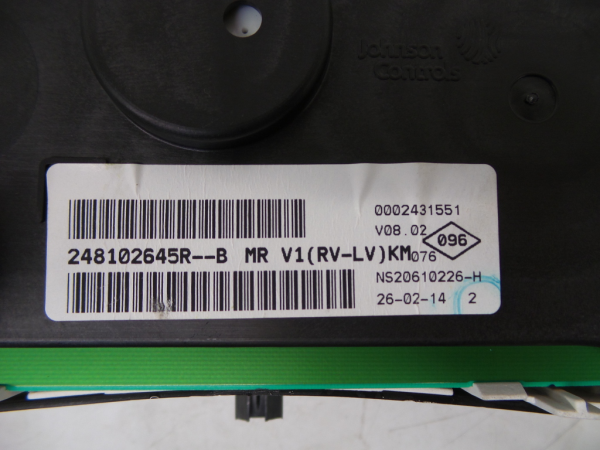 Johnson
Controls
0002431551
V08.02
096
248102645R--B MR V1(RV-LV)KM
076
NS20610226-H
26-02-14 2